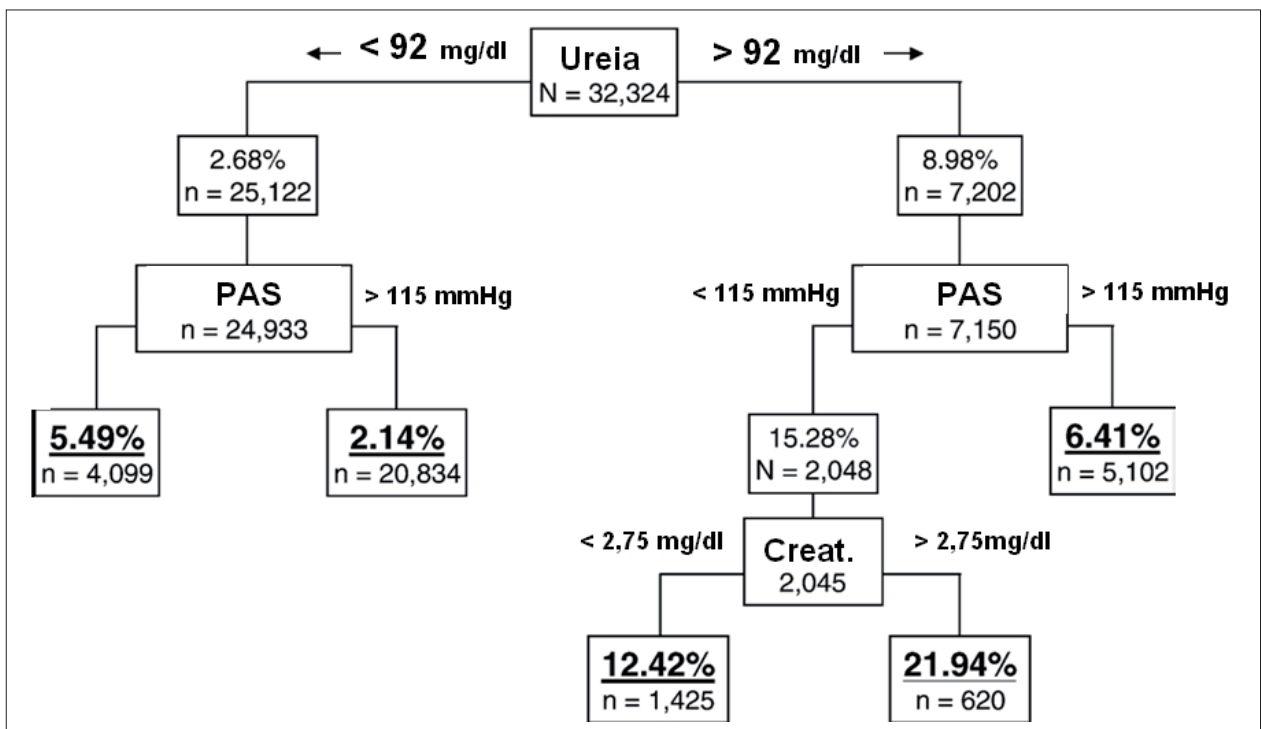 < 92 mg/dl
Ureia
N = 32,324
> 92 mg/dl
2.68%
n = 25,122
8.98%
n = 7,202
PAS
n = 24,933
> 115 mmHg
< 115 mmHg
PAS
n = 7,150
> 115 mmHg
5.49%
n = 4,099
2.14%
n = 20,834
15.28%
N = 2,048
6.41%
n = 5,102
< 2,75 mg/dl
Creat.
2,045
> 2,75mg/dl
12.42%
n = 1,425
21.94%
n = 620